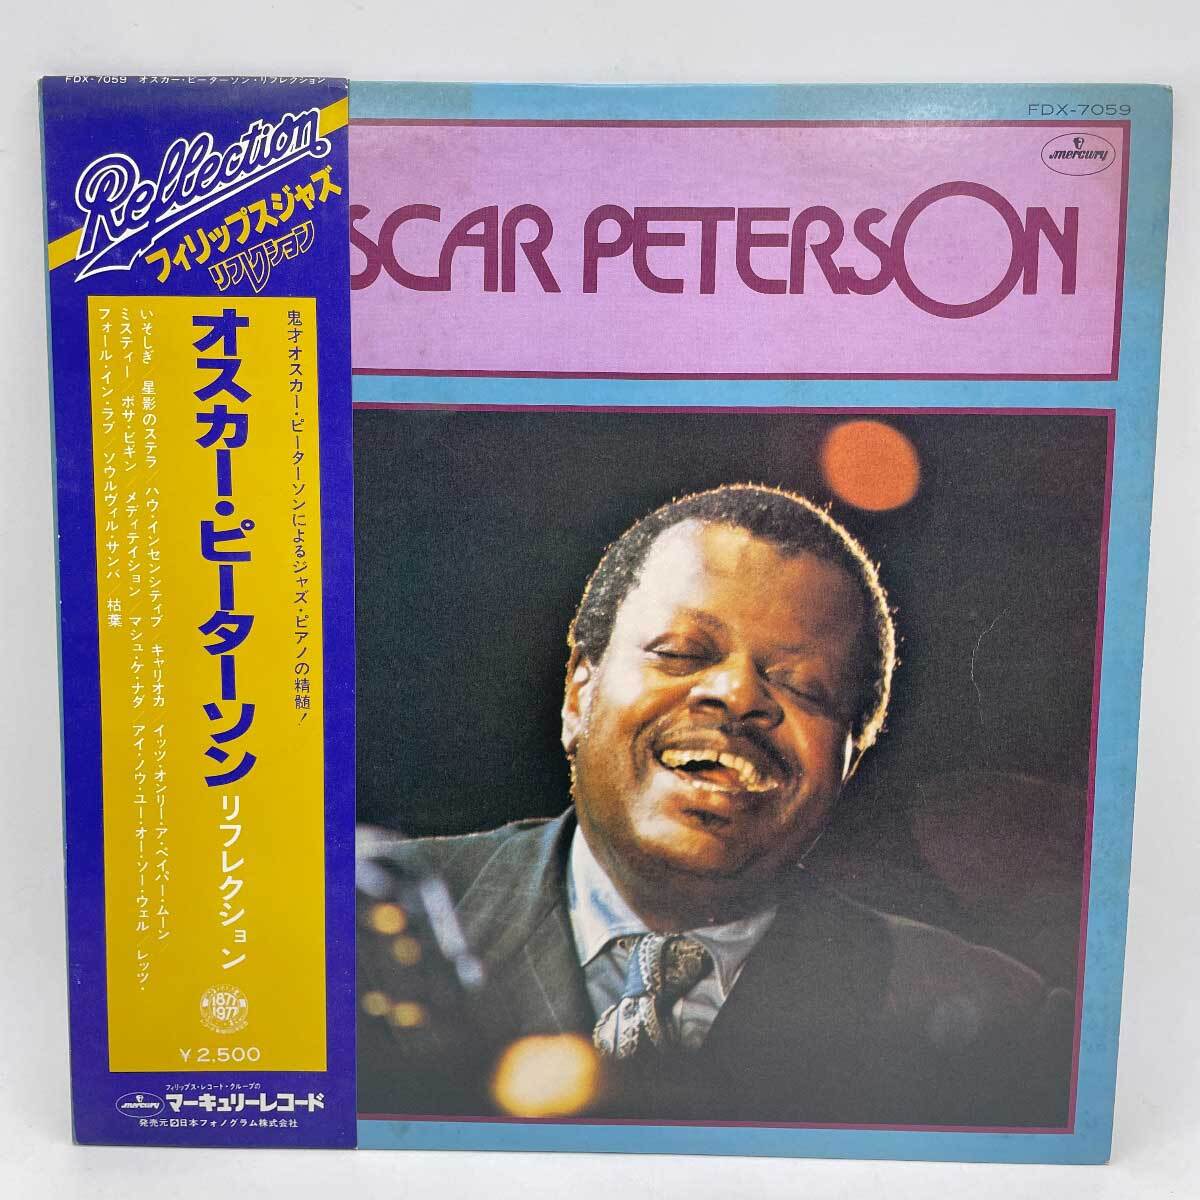 FDX-7059 オスカー・ピーターソン・リフレクション
Reflection
フィリップスジャズ
リフレクション
鬼才オスカー・ピーターソンによるジャズ・ピアノの精髄!
オスカー・ピーターソン リフレクション
いそしぎ/星影のステラ/ハウ・インセンシティブ/キャリオカ/イッツ・オンリー・ア・ペイパー・ムーン/
ミスティー/ボサ・ビギン/メディテイション/マシュ・ケ・ナダ/アイ・ノウ・ユー・オー・ソー・ウェル/レッツ・
フォール・イン・ラブ/ソウルヴィル・サンバ/枯葉
1877
1977
¥2,500
フィリップス・レコード・グループの
mercury マーキュリーレコード
発売元 日本フォノグラム株式会社
FDX-7059
mercury
SCAR PETERSON